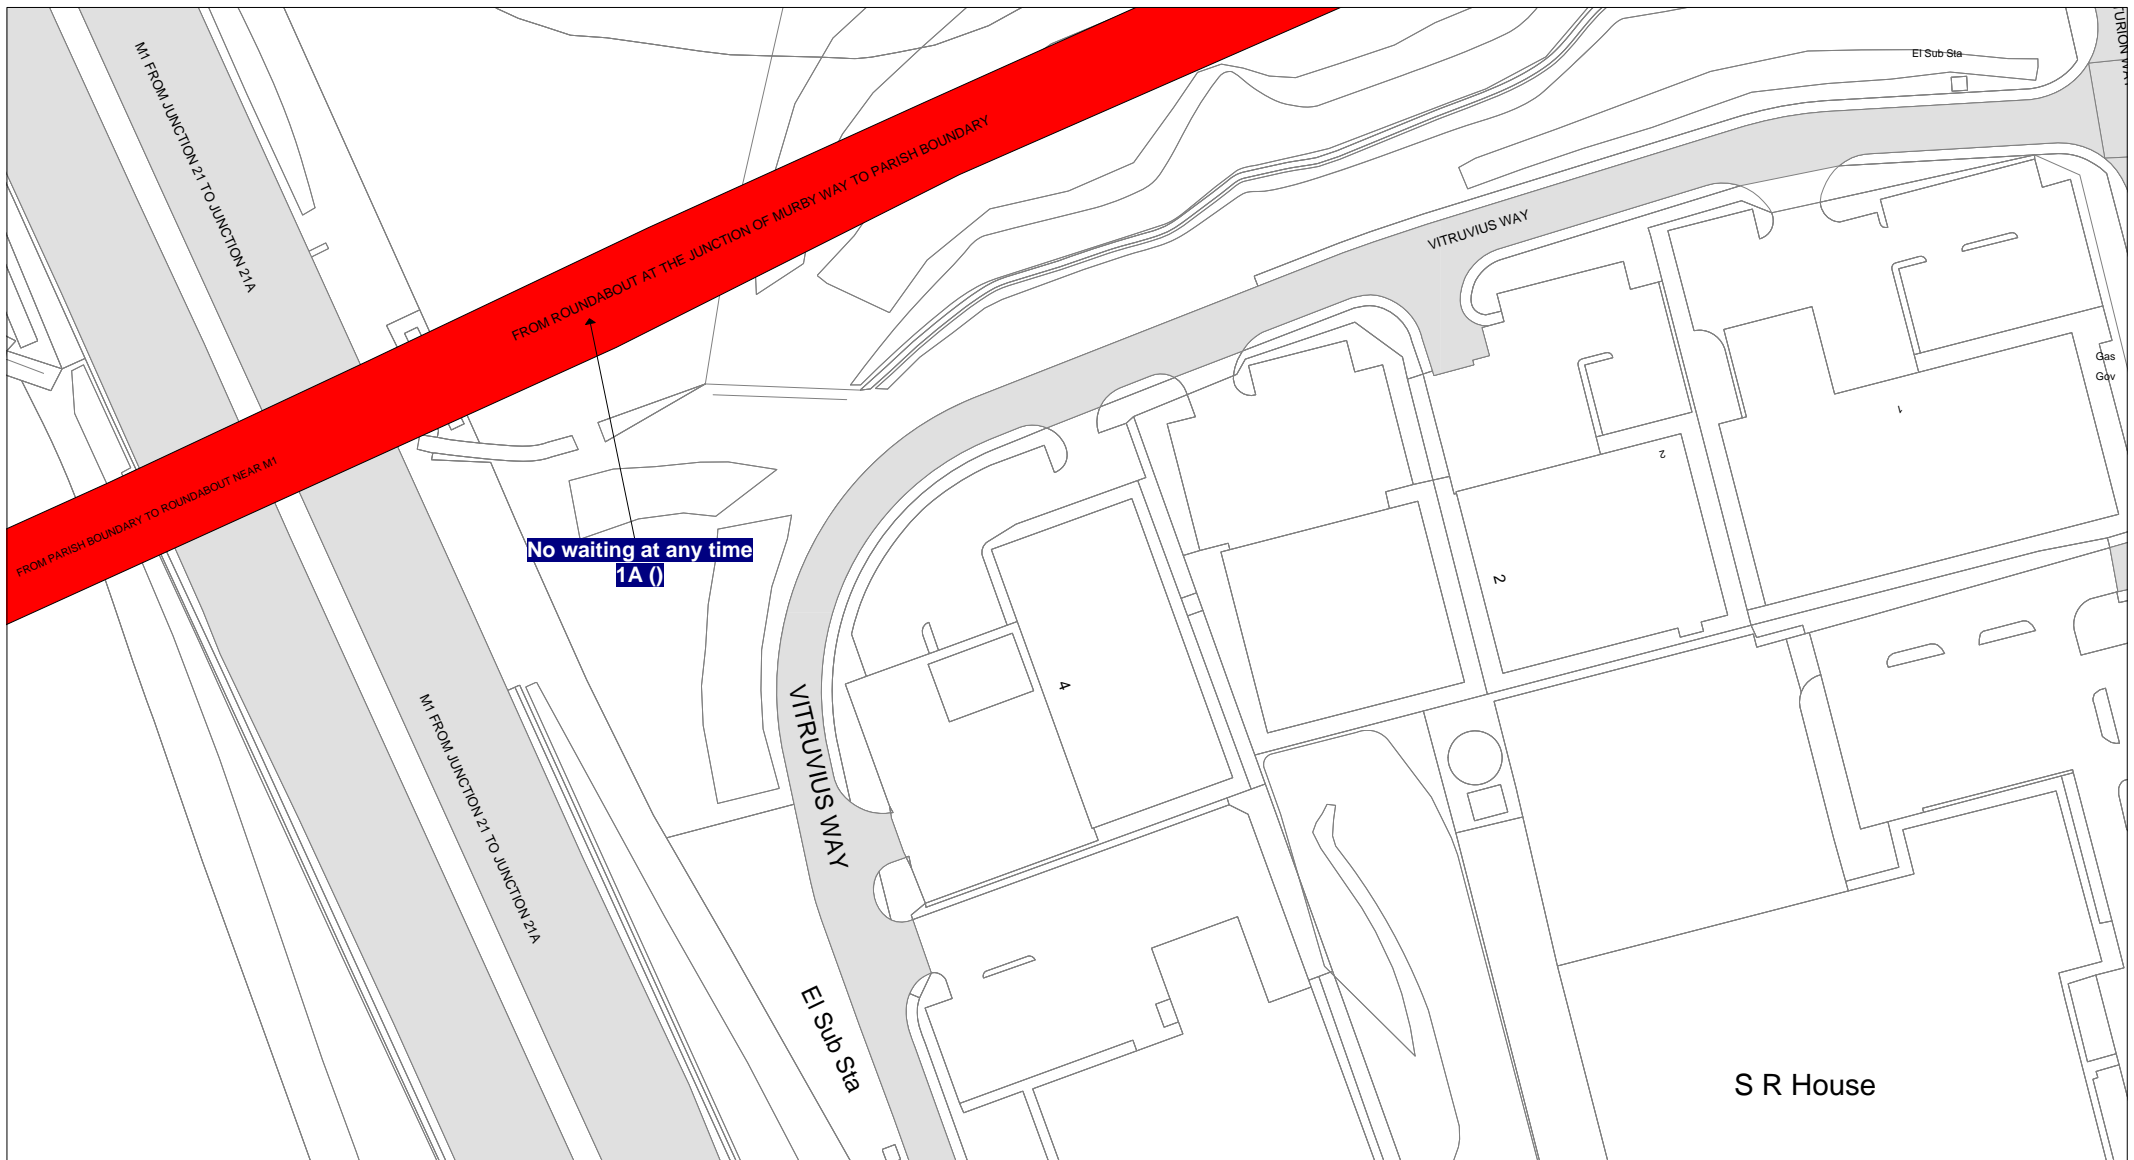 M1 FROM JUNCTION 21 TO JUNCTION 21A
TURION WAY
El Sub Sta
FROM ROUNDABOUT AT THE JUNCTION OF MURBY WAY TO PARISH BOUNDARY
VITRUVIUS WAY
Gas
Gov
1
2
FROM PARISH BOUNDARY TO ROUNDABOUT NEAR M1
No waiting at any time
1A ()
2
4
VITRUVIUS WAY
M1 FROM JUNCTION 21 TO JUNCTION 21A
El Sub Sta
S R House